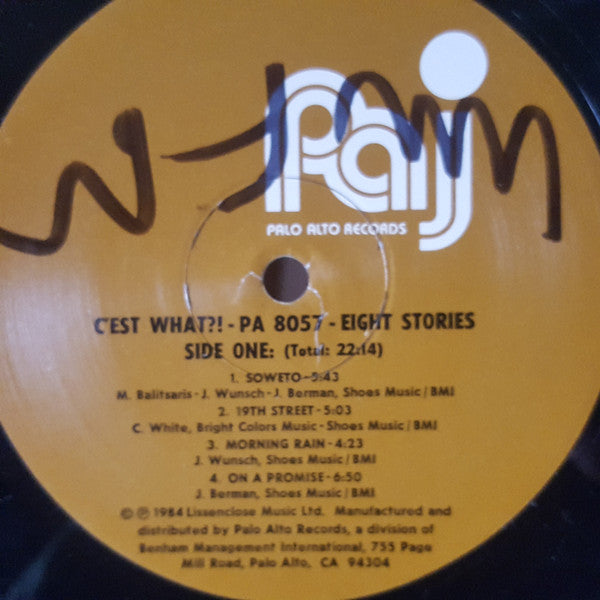 Paj
PALO ALTO RECORDS
C'EST WHAT?! - PA 8057 - EIGHT STORIES
SIDE ONE: (Total: 22:14)
1. SOWETO-5:43
M. Balitsaris - J. Wunsch - J. Berman, Shoes Music/BMI
2. 19TH STREET - 5:03
C. White, Bright Colors Music - Shoes Music/BMI
3. MORNING RAIN - 4:23
J. Wunsch, Shoes Music/BMI
4. ON A PROMISE - 6:50
J. Berman, Shoes Music/BMI
© ℗ 1984 Lissenclose Music Ltd. Manufactured and
distributed by Palo Alto Records, a division of
Benham Management International, 755 Page
Mill Road, Palo Alto, CA 94304